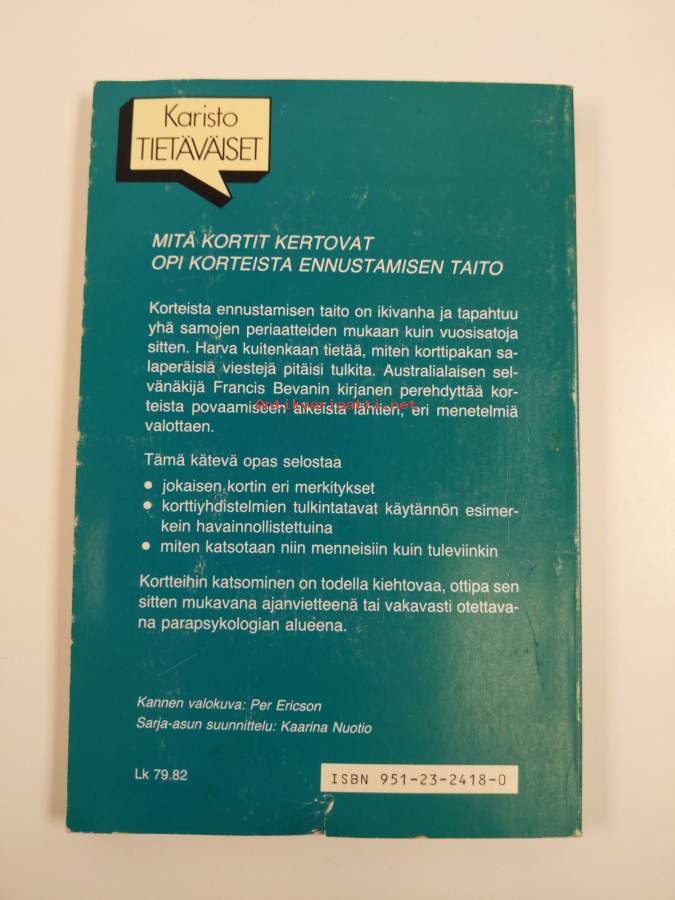 Karisto
TIETÄVÄISET
MITÄ KORTIT KERTOVAT
OPI KORTEISTA ENNUSTAMISEN TAITO
Korteista ennustamisen taito on ikivanha ja tapahtuu
yhä samojen periaatteiden mukaan kuin vuosisatoja
sitten. Harva kuitenkaan tietää, miten korttipakan sa-
laperäisiä viestejä pitäisi tulkita. Australialaisen sel-
vänäkijä Francis Bevanin kirjanen perehdyttää kor-
teista povaamiseen alkeista lähtien, eri menetelmiä
Antikvariaatti.net
valottaen.
Tämä kätevä opas selostaa
● jokaisen kortin eri merkitykset
● korttiyhdistelmien tulkintatavat käytännön esimer-
kein havainnollistettuina
● miten katsotaan niin menneisiin kuin tuleviinkin
Kortteihin katsominen on todella kiehtovaa, ottipa sen
sitten mukavana ajanvietteenä tai vakavasti otettava-
na parapsykologian alueena.
Kannen valokuva: Per Ericson
Sarja-asun suunnittelu: Kaarina Nuotio
Lk 79.82
ISBN 951-23-2418-0